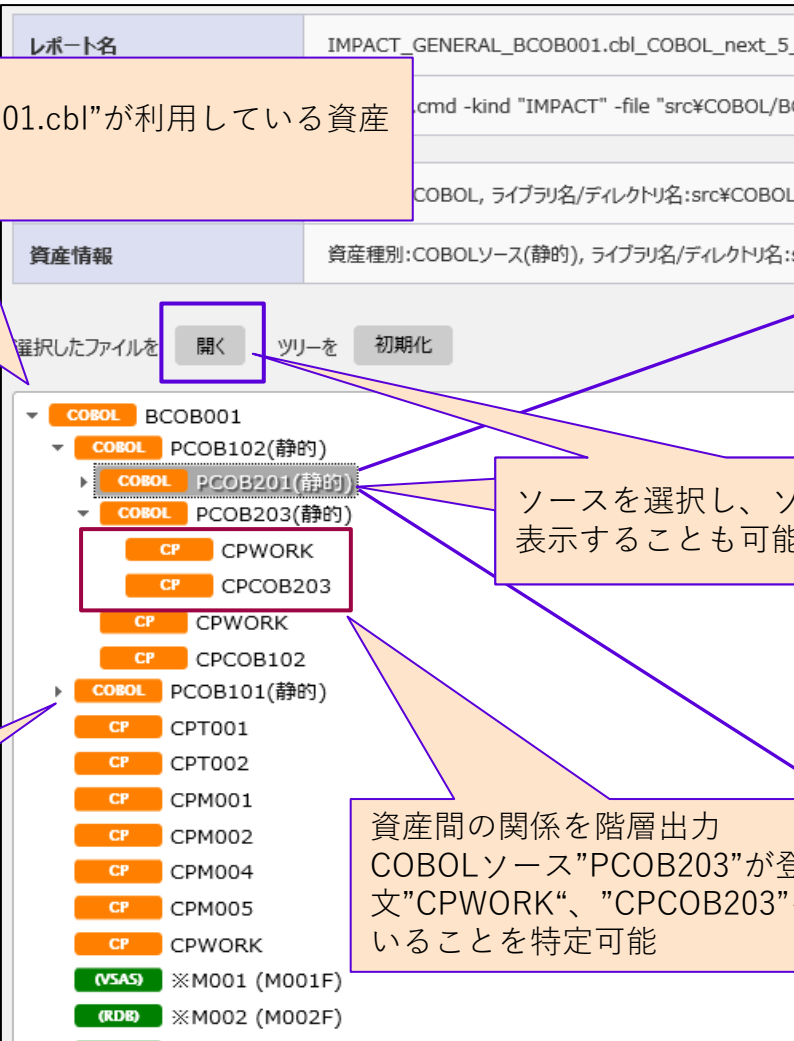 レポート名
IMPACT_GENERAL_BCOB001.cbl_COBOL_next_5_
01.cbl”が利用している資産
.cmd -kind "IMPACT" -file "src¥COBOL/B
COBOL, ライブラリ名/ディレクトリ名:src¥COBOL
資産情報
資産種別:COBOLソース(静的), ライブラリ名/ディレクトリ名:s
選択したファイルを 開く ツリーを 初期化
COBOL BCOB001
COBOL PCOB102(静的)
COBOL PCOB201(静的)
COBOL PCOB203(静的)
CP CPWORK
CP CPCOB203
CP CPWORK
CP CPCOB102
COBOL PCOB101(静的)
CP CPT001
CP CPT002
CP CPM001
CP CPM002
CP CPM004
CP CPM005
CP CPWORK
(VSAS) ※M001 (M001F)
(RDB) ※M002 (M002F)
ソースを選択し、ソ
表示することも可能
資産間の関係を階層出力
COBOLソース”PCOB203”が登
文”CPWORK“、”CPCOB203”
いることを特定可能